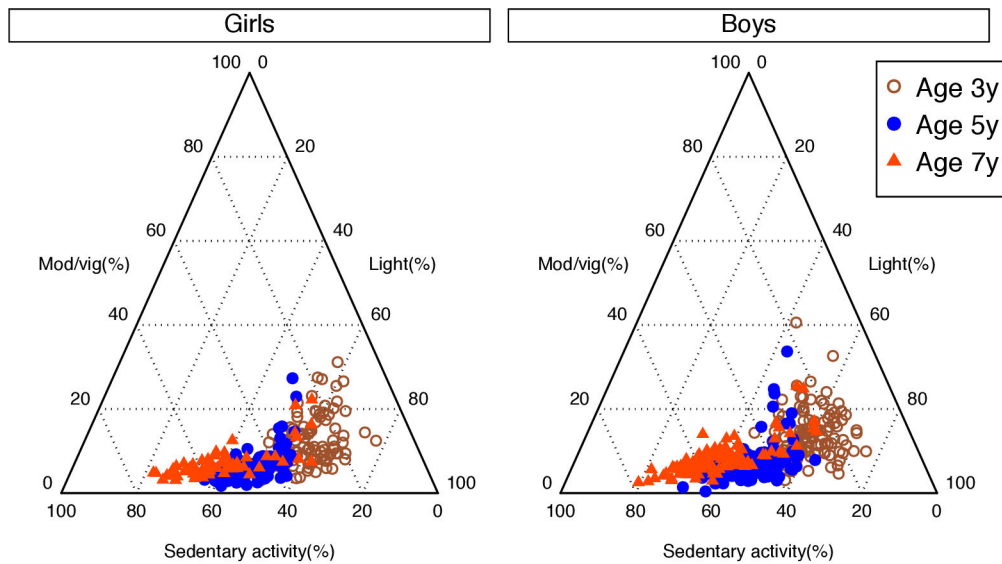 Girls
Boys
100 0
80 20
60 40
Mod/vig(%) Light(%)
40 60
20 80
0 100
100 80 60 40 20 0
Sedentary activity(%)
100 0
80 20
60 40
Mod/vig(%) Light(%)
40 60
20 80
0 100
100 80 60 40 20 0
Sedentary activity(%)
Age 3y
Age 5y
Age 7y